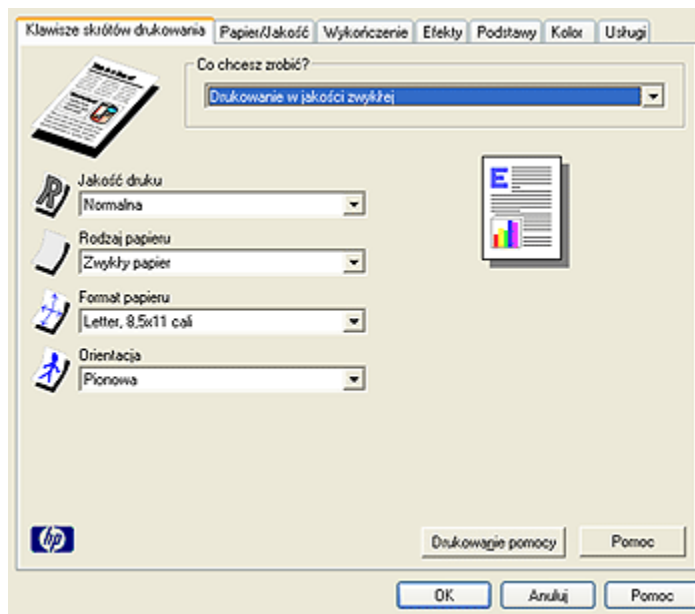 Klawisze skrótów drukowania Papier/Jakość Wykończenie Efekty Podstawy Kolor Usługi
Co chcesz zrobić?
Drukowanie w jakości zwykłej
Jakość druku
Normalna
Rodzaj papieru
Zwykły papier
Format papieru
Letter, 8,5x11 cali
Orientacja
Pionowa
hp
Drukowanie pomocy Pomoc
OK Anuluj Pomoc